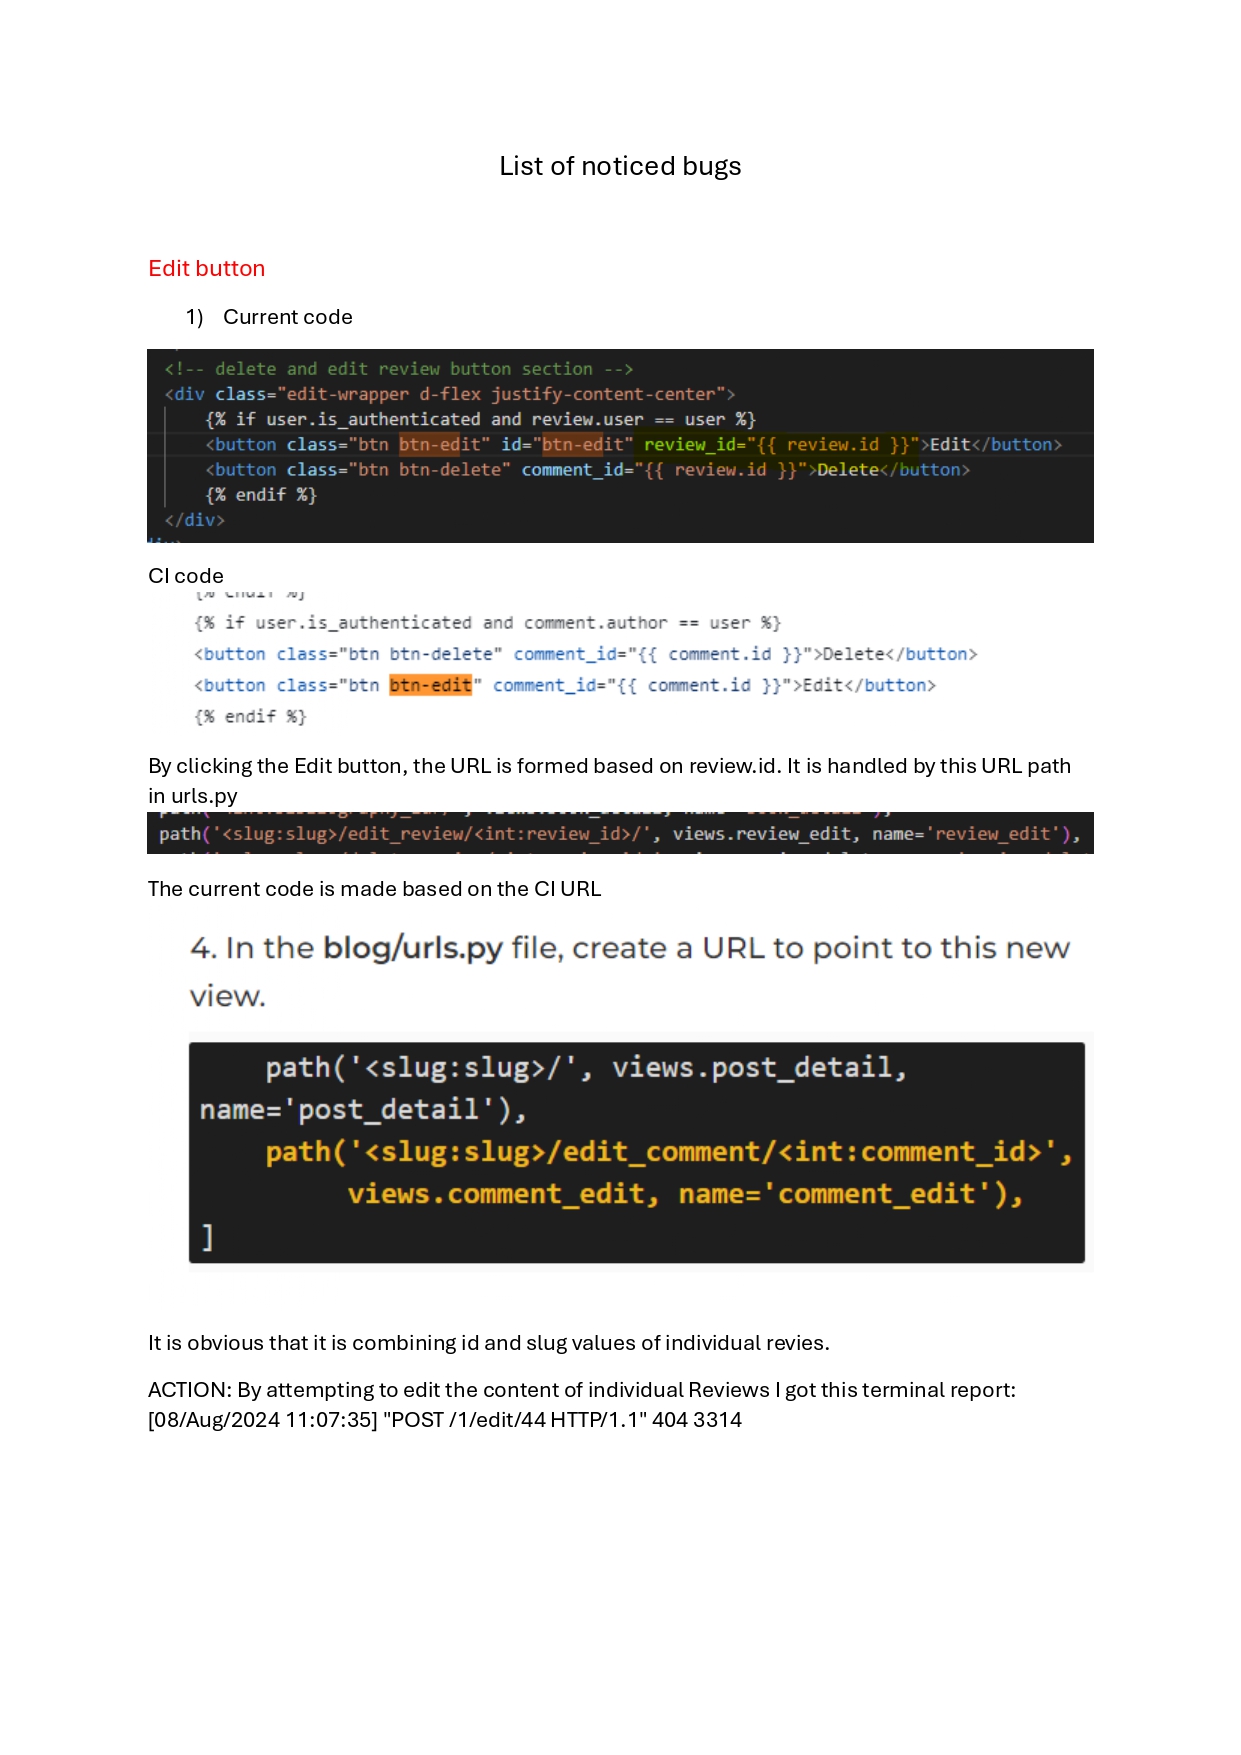 List of noticed bugs
Edit button
1) Current code
<!-- delete and edit review button section -->
<div class="edit-wrapper d-flex justify-content-center">
{% if user.is_authenticated and review.user == user %}
<button class="btn btn-edit" id="btn-edit" review_id="{{ review.id }}">Edit</button>
<button class="btn btn-delete" comment_id="{{ review.id }}">Delete</button>
{% endif %}
</div>
CI code
{% endif %}
{% if user.is_authenticated and comment.author == user %}
<button class="btn btn-delete" comment_id="{{ comment.id }}">Delete</button>
<button class="btn btn-edit" comment_id="{{ comment.id }}">Edit</button>
{% endif %}
By clicking the Edit button, the URL is formed based on review.id. It is handled by this URL path
in urls.py
path('<slug:slug>/edit_review/<int:review_id>/', views.review_edit, name='review_edit'),
The current code is made based on the CI URL
4. In the blog/urls.py file, create a URL to point to this new
view.
path('<slug:slug>/', views.post_detail,
name='post_detail'),
path('<slug:slug>/edit_comment/<int:comment_id>',
views.comment_edit, name='comment_edit'),
]
It is obvious that it is combining id and slug values of individual revies.
ACTION: By attempting to edit the content of individual Reviews I got this terminal report:
[08/Aug/2024 11:07:35] "POST /1/edit/44 HTTP/1.1" 404 3314